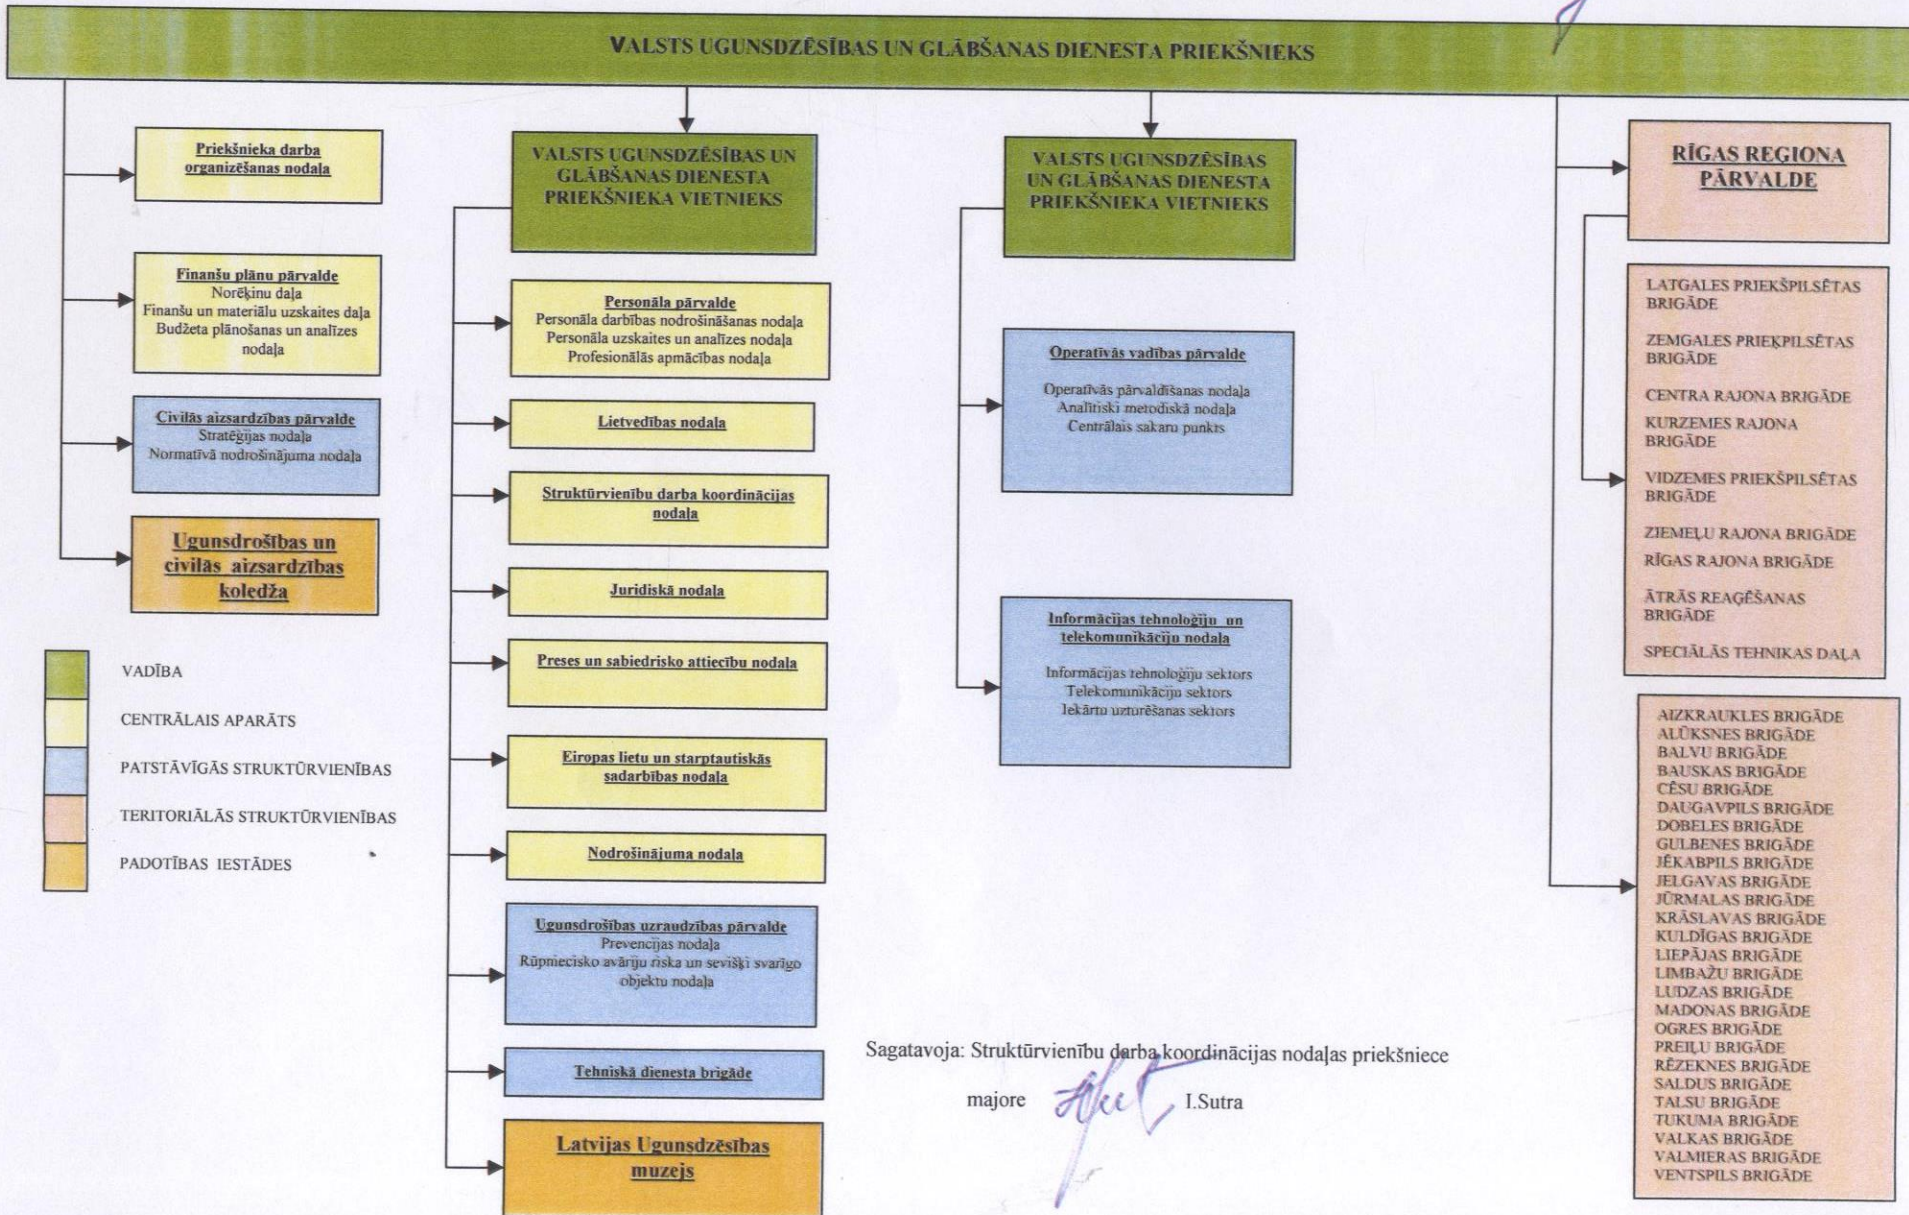 VALSTS UGUNSDZĒSĪBAS UN GLĀBŠANAS DIENESTA PRIEKŠNIEKS
Priekšnieka darba
organizēšanas nodaļa
Finanšu plānu pārvalde
Norēķinu daļa
Finanšu un materiālu uzskaites daļa
Budžeta plānošanas un analīzes
nodaļa
Civilās aizsardzības pārvalde
Stratēģijas nodaļa
Normatīvā nodrošinājuma nodaļa
Ugunsdrošības un
civilās aizsardzības
koledža
VADĪBA
CENTRĀLAIS APARĀTS
PATSTĀVĪGĀS STRUKTŪRVIENĪBAS
TERITORIĀLĀS STRUKTŪRVIENĪBAS
PADOTĪBAS IESTĀDES
VALSTS UGUNSDZĒSĪBAS UN
GLĀBŠANAS DIENESTA
PRIEKŠNIEKA VIETNIEKS
Personāla pārvalde
Personāla darbības nodrošināšanas nodaļa
Personāla uzskaites un analīzes nodaļa
Profesionālās apmācības nodaļa
Lietvedības nodaļa
Struktūrvienību darba koordinācijas
nodaļa
Juridiskā nodaļa
Preses un sabiedrisko attiecību nodaļa
Eiropas lietu un starptautiskās
sadarbības nodaļa
Nodrošinājuma nodaļa
Ugunsdrošības uzraudzības pārvalde
Prevencijas nodaļa
Rūpniecisko avāriju riska un sevišķi svarīgo
objektu nodaļa
Tehniskā dienesta brigāde
Latvijas Ugunsdzēsības
muzejs
VALSTS UGUNSDZĒSĪBAS
UN GLĀBŠANAS DIENESTA
PRIEKŠNIEKA VIETNIEKS
Operatīvās vadības pārvalde
Operatīvās pārvaldīšanas nodaļa
Analītiski metodiskā nodaļa
Centrālais sakaru punkts
Informācijas tehnoloģiju un
telekomunikāciju nodaļa
Informācijas tehnoloģiju sektors
Telekomunikāciju sektors
Iekārtu uzturēšanas sektors
Sagatavoja: Struktūrvienību darba koordinācijas nodaļas priekšniece
majore I.Sutra
RĪGAS REGIONA
PĀRVALDE
LATGALES PRIEKŠPILSĒTAS
BRIGĀDE
ZEMGALES PRIEĶPILSĒTAS
BRIGĀDE
CENTRA RAJONA BRIGĀDE
KURZEMES RAJONA
BRIGĀDE
VIDZEMES PRIEKŠPILSĒTAS
BRIGĀDE
ZIEMEĻU RAJONA BRIGĀDE
RĪGAS RAJONA BRIGĀDE
ĀTRĀS REAĢĒŠANAS
BRIGĀDE
SPECIĀLĀS TEHNIKAS DAĻA
AIZKRAUKLES BRIGĀDE
ALŪKSNES BRIGĀDE
BALVU BRIGĀDE
BAUSKAS BRIGĀDE
CĒSU BRIGĀDE
DAUGAVPILS BRIGĀDE
DOBELES BRIGĀDE
GULBENES BRIGĀDE
JĒKABPILS BRIGĀDE
JELGAVAS BRIGĀDE
JŪRMALAS BRIGĀDE
KRĀSLAVAS BRIGĀDE
KULDĪGAS BRIGĀDE
LIEPĀJAS BRIGĀDE
LIMBAŽU BRIGĀDE
LUDZAS BRIGĀDE
MADONAS BRIGĀDE
OGRES BRIGĀDE
PREIĻU BRIGĀDE
RĒZEKNES BRIGĀDE
SALDUS BRIGĀDE
TALSU BRIGĀDE
TUKUMA BRIGĀDE
VALKAS BRIGĀDE
VALMIERAS BRIGĀDE
VENTSPILS BRIGĀDE